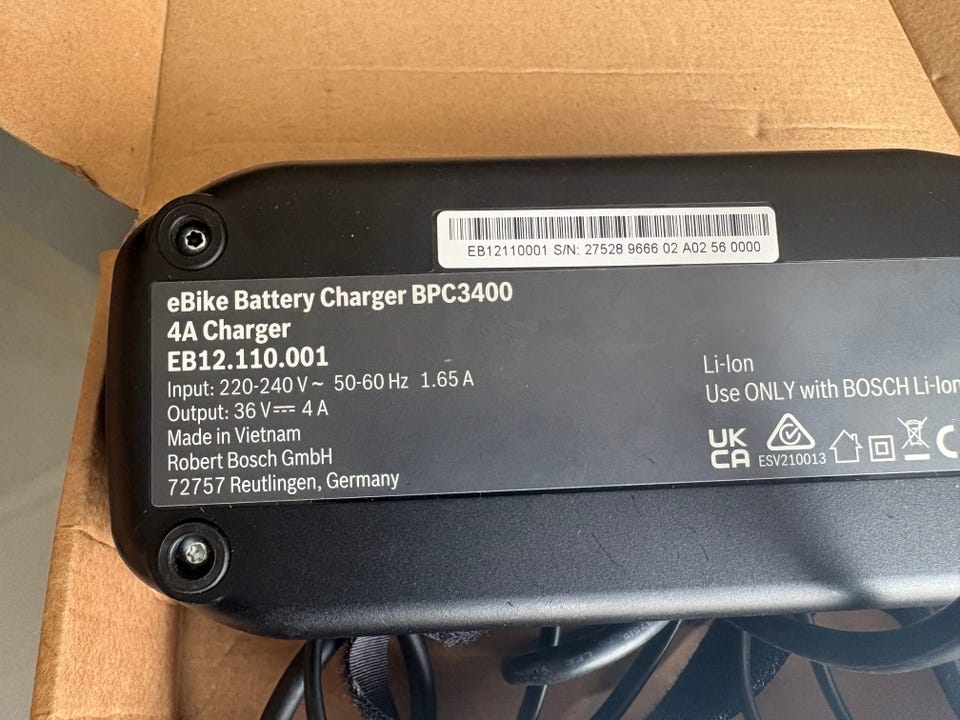 EB12110001 S/N: 27528 9666 02 A02 56 0000
eBike Battery Charger BPC3400
4A Charger
EB12.110.001
Input: 220-240 V~ 50-60 Hz 1.65 A
Output: 36 V⎓ 4 A
Made in Vietnam
Robert Bosch GmbH
72757 Reutlingen, Germany
Li-Ion
Use ONLY with BOSCH Li-Ion
UK
CA
ESV210013